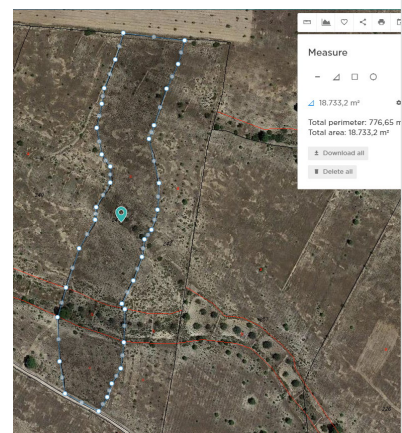 Measure
18.733,2 m²
Total perimeter: 776,65 m
Total area: 18.733,2 m²
Download all
Delete all
228